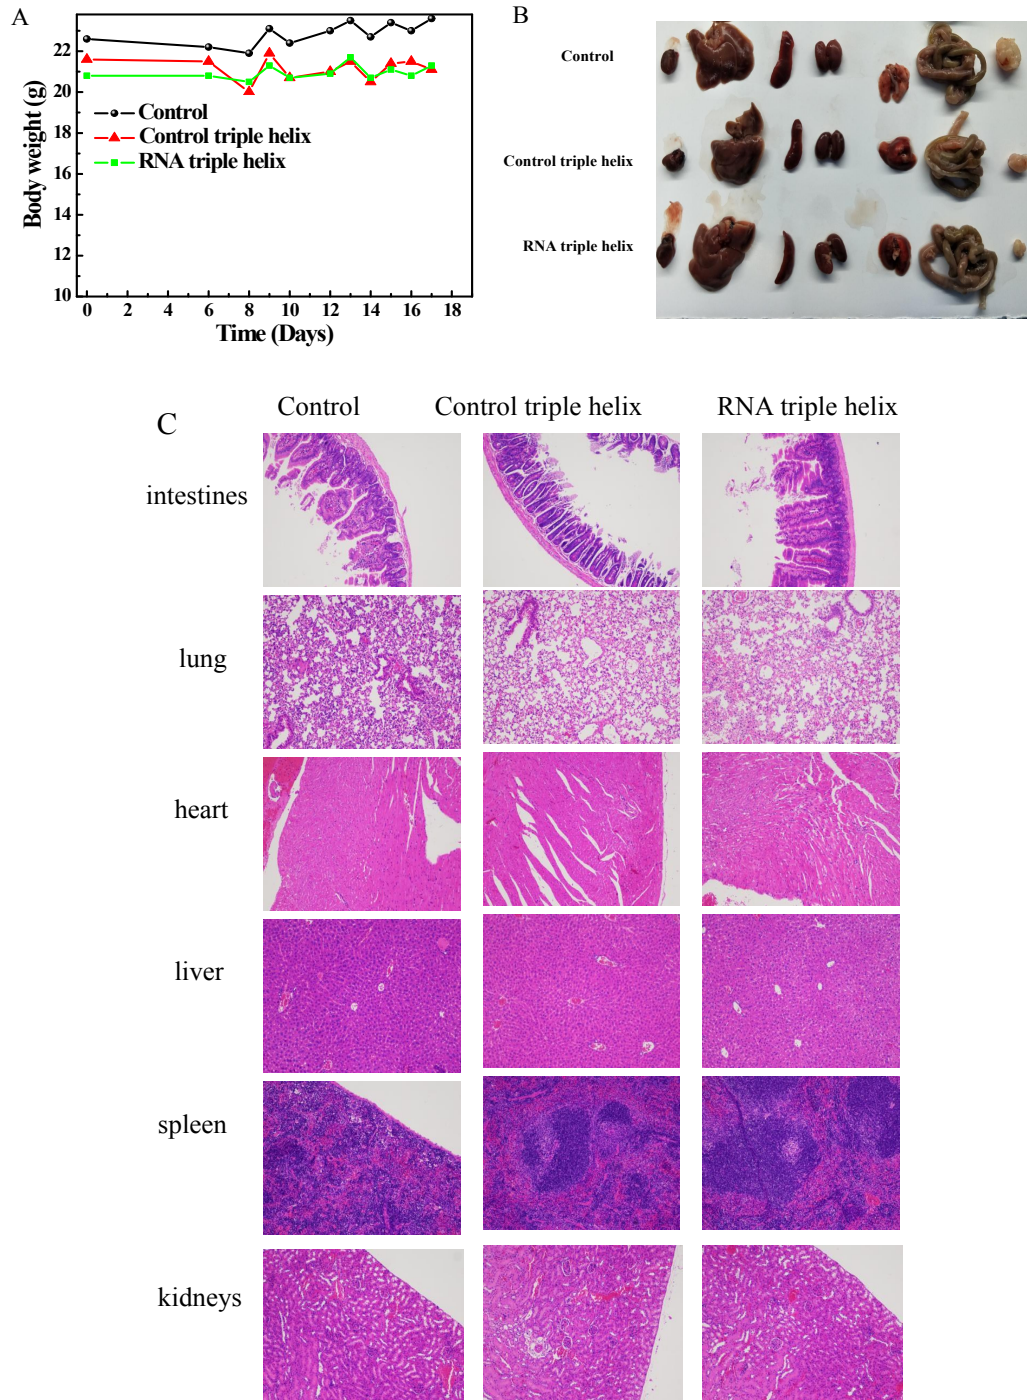 A
22
20
18
16
14
12
10
Body weight (g)
Control
Control triple helix
RNA triple helix
0 2 4 6 8 10 12 14 16 18
Time (Days)
B
Control
Control triple helix
RNA triple helix
C
Control Control triple helix RNA triple helix
intestines
lung
heart
liver
spleen
kidneys